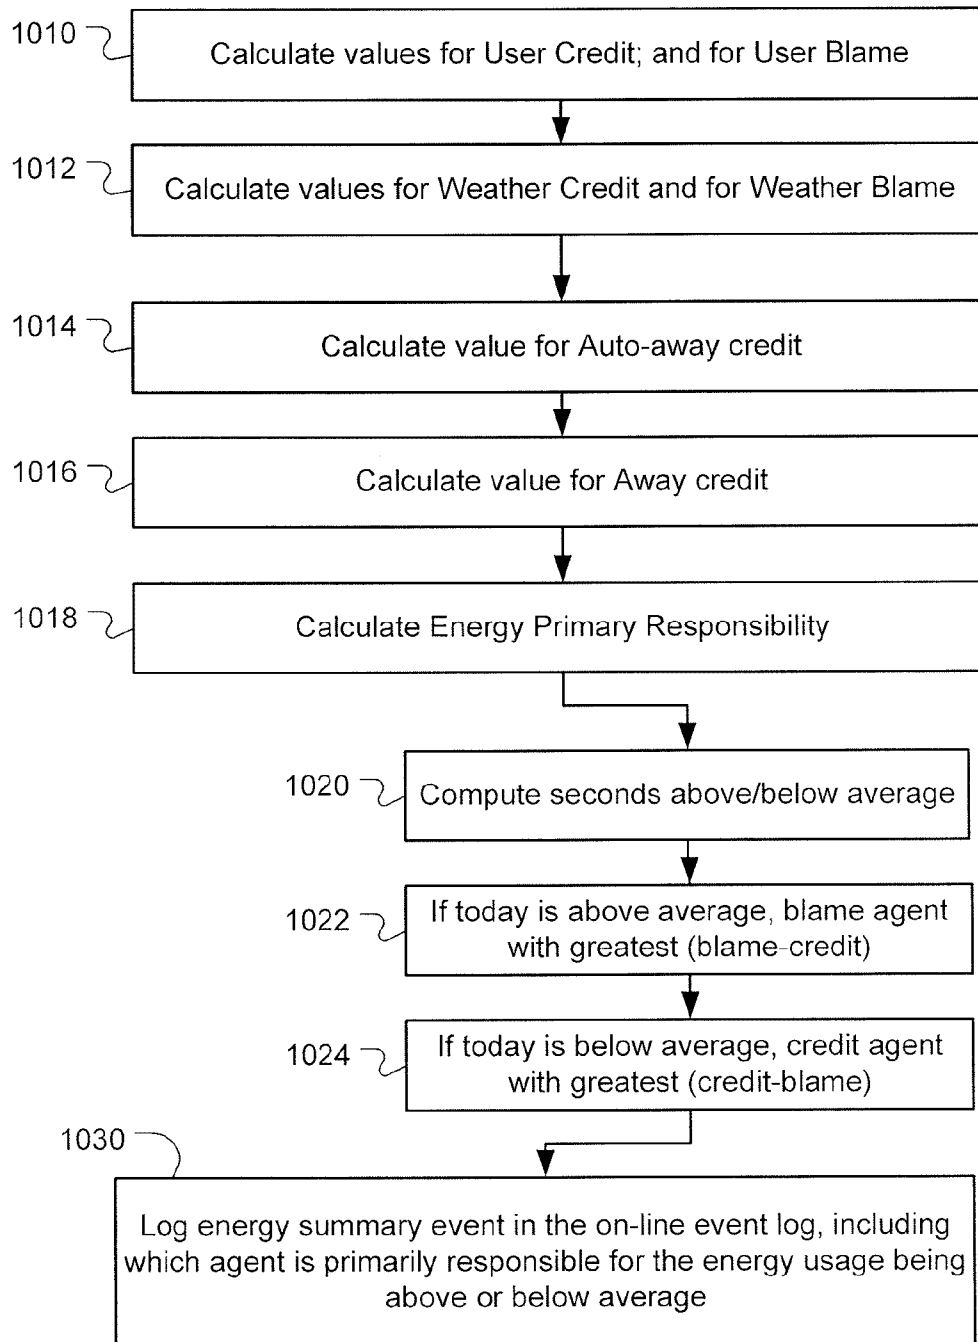 1010
Calculate values for User Credit; and for User Blame
1012
Calculate values for Weather Credit and for Weather Blame
1014
Calculate value for Auto-away credit
1016
Calculate value for Away credit
1018
Calculate Energy Primary Responsibility
1020
Compute seconds above/below average
1022
If today is above average, blame agent
with greatest (blame-credit)
1024
If today is below average, credit agent
with greatest (credit-blame)
1030
Log energy summary event in the on-line event log, including
which agent is primarily responsible for the energy usage being
above or below average